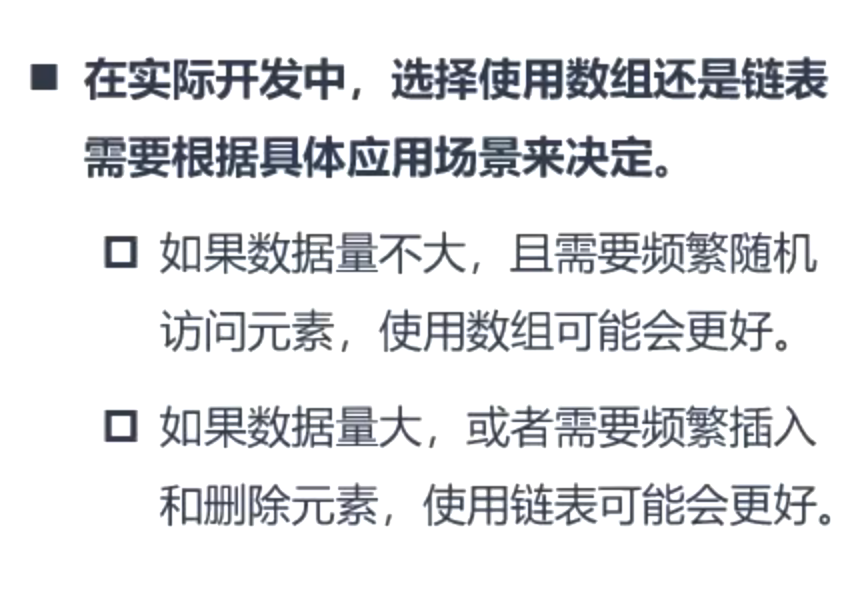 ■ 在实际开发中，选择使用数组还是链表
需要根据具体应用场景来决定。
□ 如果数据量不大，且需要频繁随机
访问元素，使用数组可能会更好。
□ 如果数据量大，或者需要频繁插入
和删除元素，使用链表可能会更好。